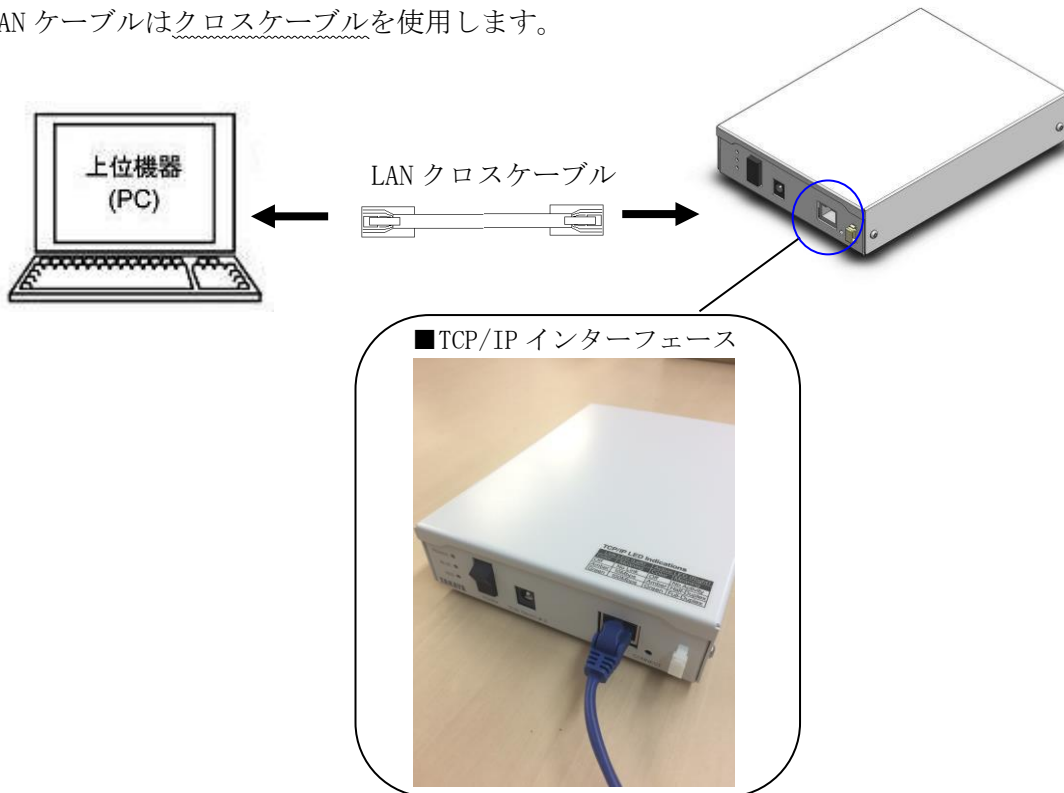 AN ケーブルはクロスケーブルを使用します。
上位機器
(PC)
LAN クロスケーブル
■TCP/IP インターフェース
TCP/IP LED Indications